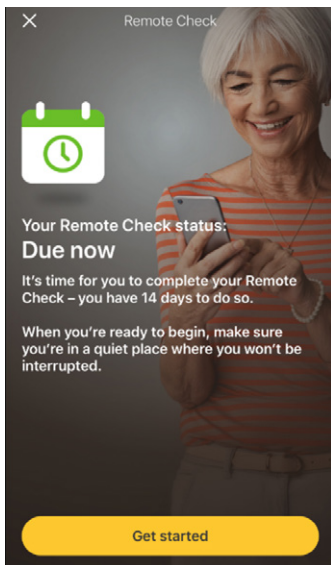 Remote Check
Your Remote Check status:
Due now
It's time for you to complete your Remote
Check – you have 14 days to do so.
When you're ready to begin, make sure
you're in a quiet place where you won't be
interrupted.
Get started